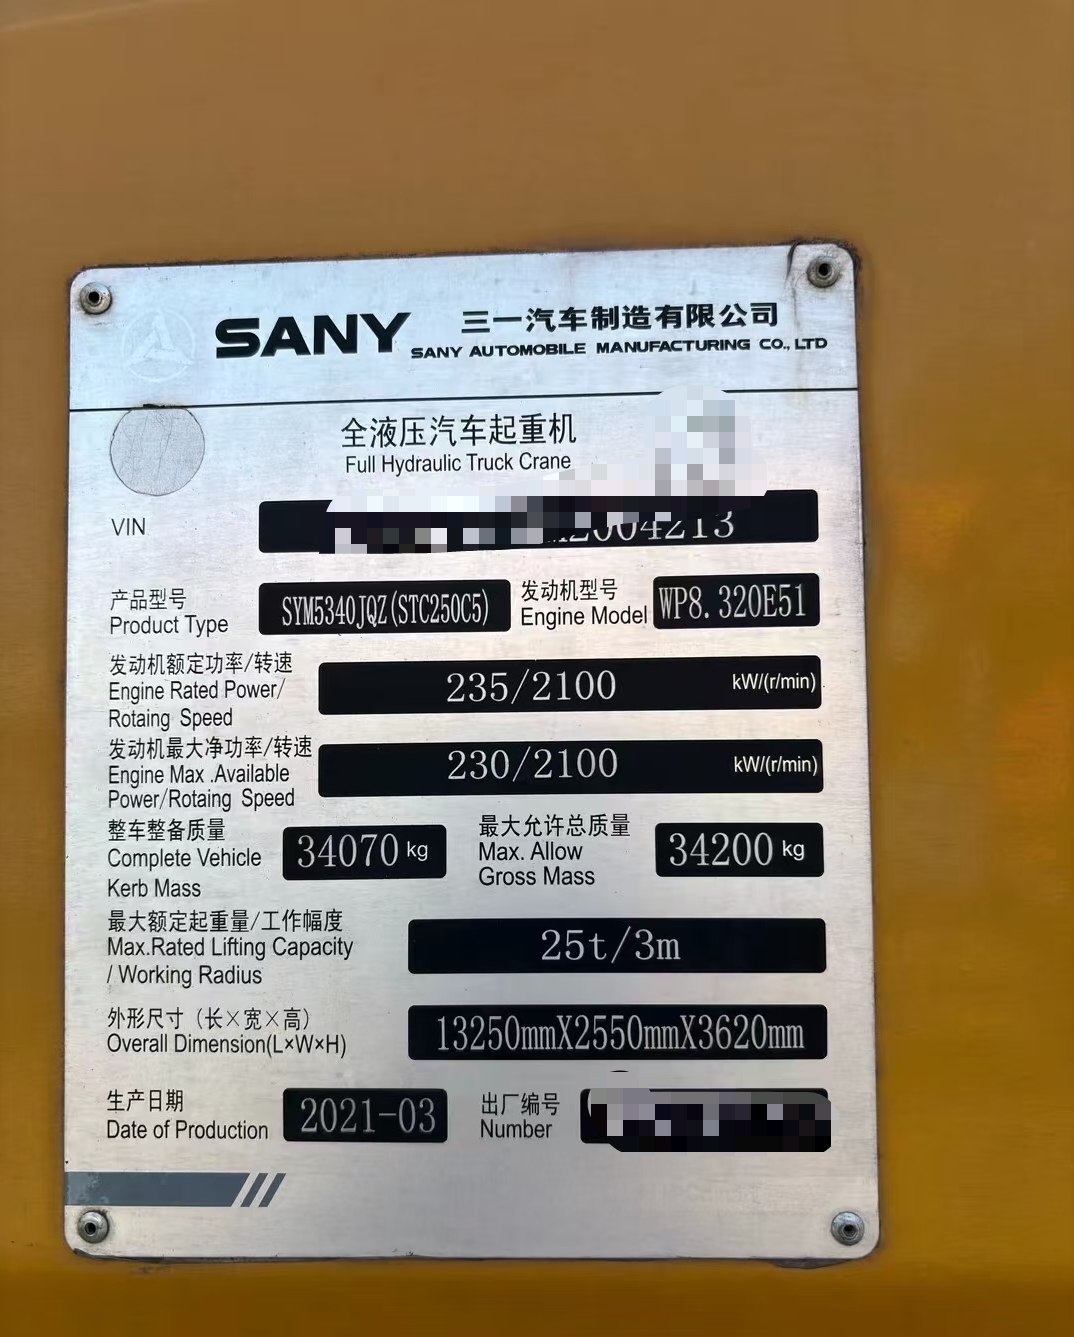 SANY 三一汽车制造有限公司
SANY AUTOMOBILE MANUFACTURING CO., LTD
全液压汽车起重机
Full Hydraulic Truck Crane
VIN
产品型号 SYM5340JQZ(STC250C5) 发动机型号 WP8.320E51
Product Type Engine Model
发动机额定功率/转速
Engine Rated Power/ 235/2100 kW/(r/min)
Rotaing Speed
发动机最大净功率/转速
Engine Max .Available 230/2100 kW/(r/min)
Power/Rotaing Speed
整车整备质量 最大允许总质量
Complete Vehicle 34070 kg Max. Allow 34200 kg
Kerb Mass Gross Mass
最大额定起重量/工作幅度
Max.Rated Lifting Capacity 25t/3m
/ Working Radius
外形尺寸（长×宽×高）
Overall Dimension(L×W×H) 13250mmX2550mmX3620mm
生产日期 2021-03 出厂编号
Date of Production Number